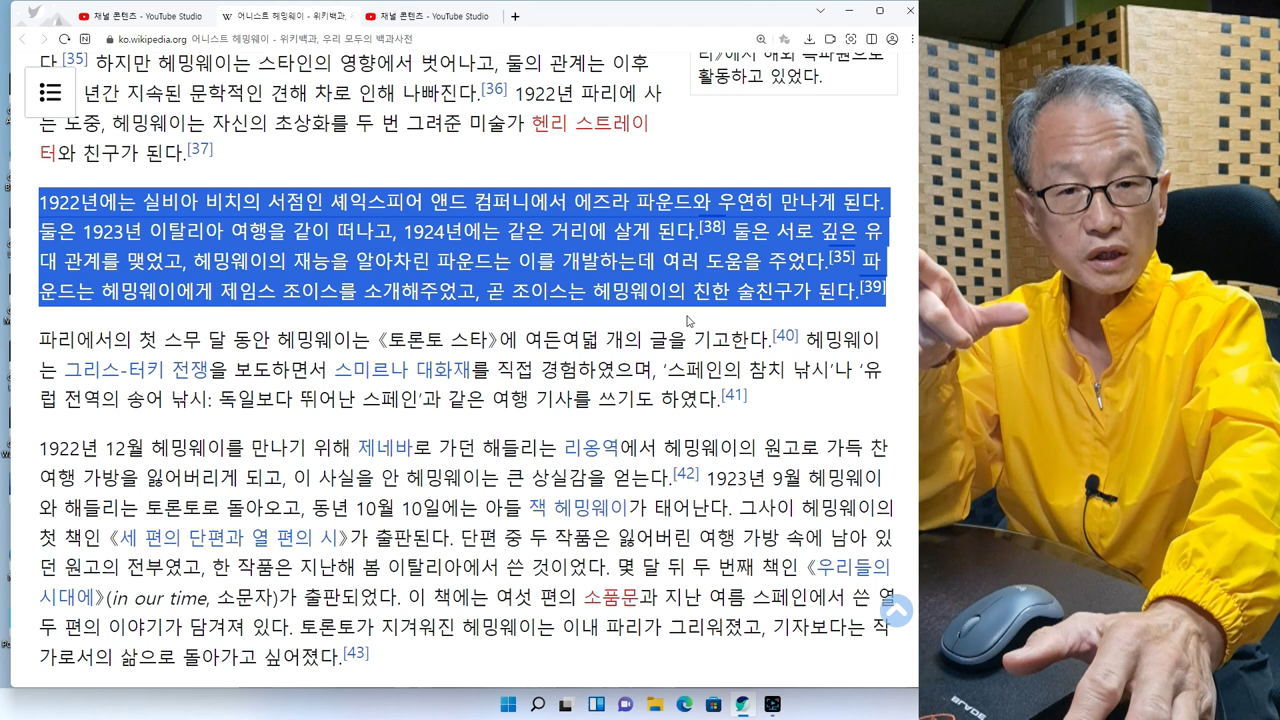 재널 콘텐츠 - YouTube Studio
어니스트 헤밍웨이 - 위키백과,
재널 콘텐츠 - YouTube Studio
ko.wikipedia.org 어니스트 헤밍웨이 - 위키백과, 우리 모두의 백과사전
다.[35] 하지만 헤밍웨이는 스타인의 영향에서 벗어나고, 둘의 관계는 이후
년간 지속된 문학적인 견해 차로 인해 나빠진다.[36] 1922년 파리에 사
는 도중, 헤밍웨이는 자신의 초상화를 두 번 그려준 미술가 헨리 스트레이
터와 친구가 된다.[37]
리》에서 해외 특파원으로
활동하고 있었다.
1922년에는 실비아 비치의 서점인 셰익스피어 앤드 컴퍼니에서 에즈라 파운드와 우연히 만나게 된다.
둘은 1923년 이탈리아 여행을 같이 떠나고, 1924년에는 같은 거리에 살게 된다.[38] 둘은 서로 깊은 유
대 관계를 맺었고, 헤밍웨이의 재능을 알아차린 파운드는 이를 개발하는데 여러 도움을 주었다.[35] 파
운드는 헤밍웨이에게 제임스 조이스를 소개해주었고, 곧 조이스는 헤밍웨이의 친한 술친구가 된다.[39]
파리에서의 첫 스무 달 동안 헤밍웨이는 《토론토 스타》에 여든여덟 개의 글을 기고한다.[40] 헤밍웨이
는 그리스-터키 전쟁을 보도하면서 스미르나 대화재를 직접 경험하였으며, ‘스페인의 참치 낚시’나 ‘유
럽 전역의 송어 낚시: 독일보다 뛰어난 스페인’과 같은 여행 기사를 쓰기도 하였다.[41]
1922년 12월 헤밍웨이를 만나기 위해 제네바로 가던 해들리는 리옹역에서 헤밍웨이의 원고로 가득 찬
여행 가방을 잃어버리게 되고, 이 사실을 안 헤밍웨이는 큰 상실감을 얻는다.[42] 1923년 9월 헤밍웨이
와 해들리는 토론토로 돌아오고, 동년 10월 10일에는 아들 잭 헤밍웨이가 태어난다. 그사이 헤밍웨이의
첫 책인 《세 편의 단편과 열 편의 시》가 출판된다. 단편 중 두 작품은 잃어버린 여행 가방 속에 남아 있
던 원고의 전부였고, 한 작품은 지난해 봄 이탈리아에서 쓴 것이었다. 몇 달 뒤 두 번째 책인 《우리들의
시대에》(in our time, 소문자)가 출판되었다. 이 책에는 여섯 편의 소품문과 지난 여름 스페인에서 쓴 열
두 편의 이야기가 담겨져 있다. 토론토가 지겨워진 헤밍웨이는 이내 파리가 그리워졌고, 기자보다는 작
가로서의 삶으로 돌아가고 싶어졌다.[43]